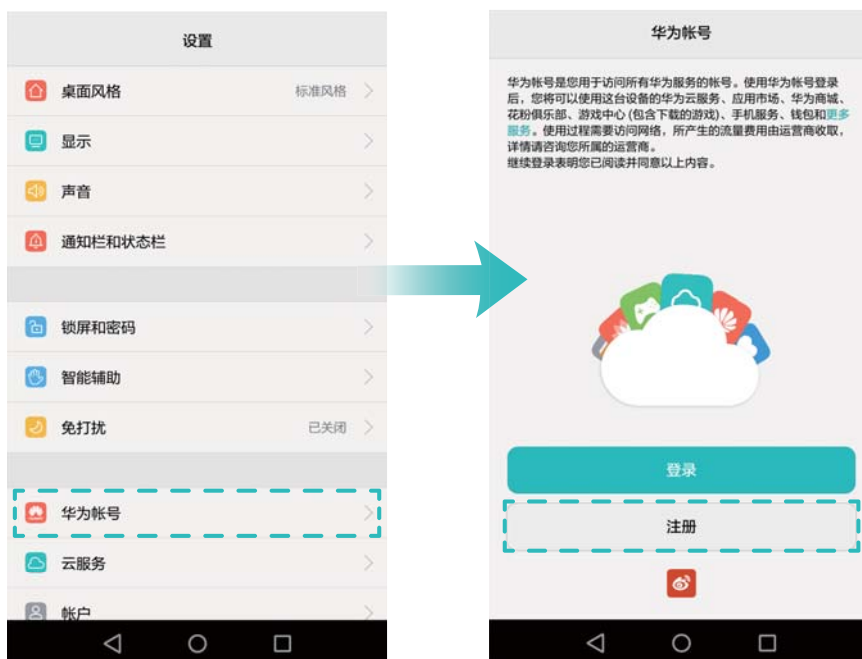 设置
桌面风格 标准风格
显示
声音
通知栏和状态栏
锁屏和密码
智能辅助
免打扰 已关闭
华为帐号
云服务
帐户
华为帐号
华为帐号是您用于访问所有华为服务的帐号。使用华为帐号登录
后，您将可以使用这台设备的华为云服务、应用市场、华为商城、
花粉俱乐部、游戏中心 (包含下载的游戏)、手机服务、钱包和更多
服务。使用过程需要访问网络，所产生的流量费用由运营商收取，
详情请咨询您所属的运营商。
继续登录表明您已阅读并同意以上内容。
登录
注册